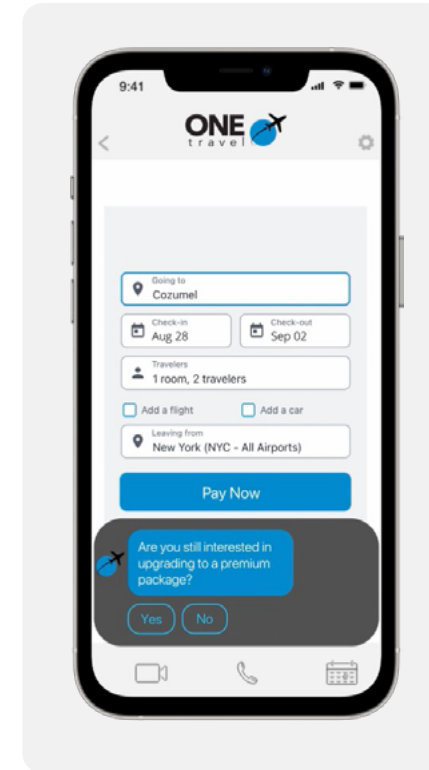 9:41
ONE
travel
Going to
Cozumel
Check-in
Check-out
Aug 28
Sep 02
Travelers
1 room, 2 travelers
Add a flight
Add a car
Leaving from
New York (NYC - All Airports)
Pay Now
Are you still interested in
upgrading to a premium
package?
Yes
No